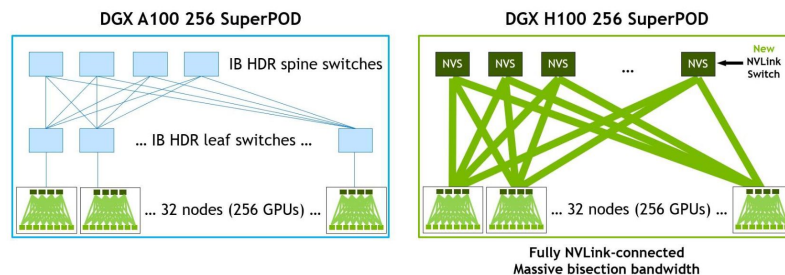 DGX A100 256 SuperPOD
IB HDR spine switches
... IB HDR leaf switches ...
... 32 nodes (256 GPUs) ...
DGX H100 256 SuperPOD
NVS
NVS
NVS
...
NVS
New
NVLink
Switch
... 32 nodes (256 GPUs) ...
Fully NVLink-connected
Massive bisection bandwidth